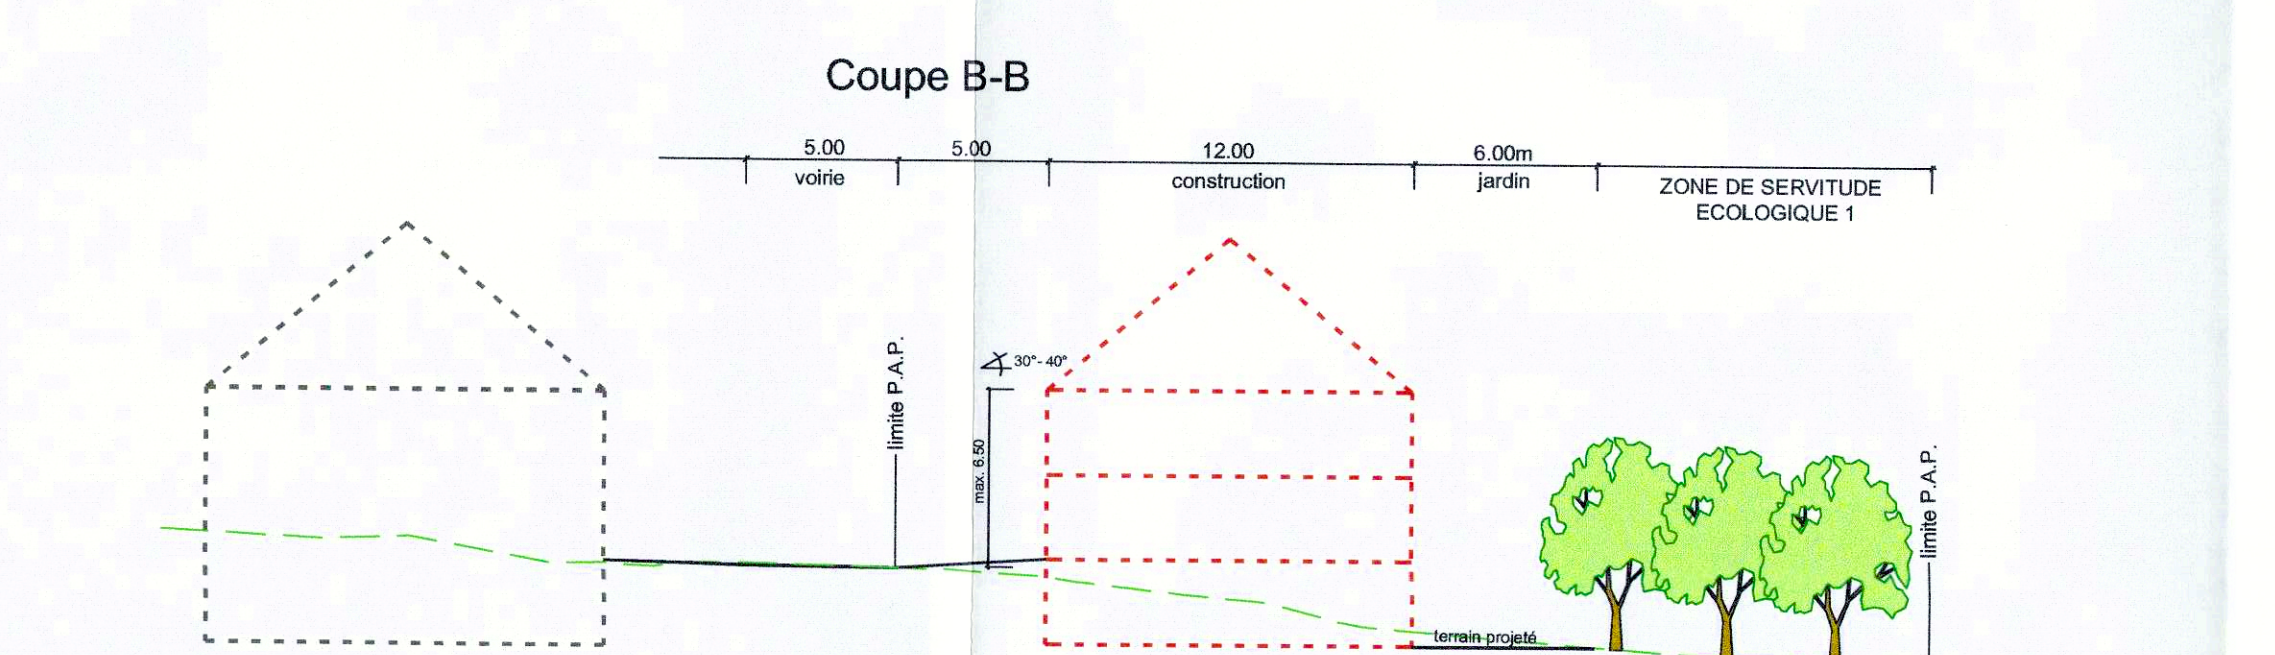 Coupe B-B
5.00
5.00
12.00
6.00m
voirie
construction
jardin
ZONE DE SERVITUDE
ECOLOGIQUE 1
limite P.A.P.
30°- 40°
max. 6.50
limite P.A.P.
terrain projeté